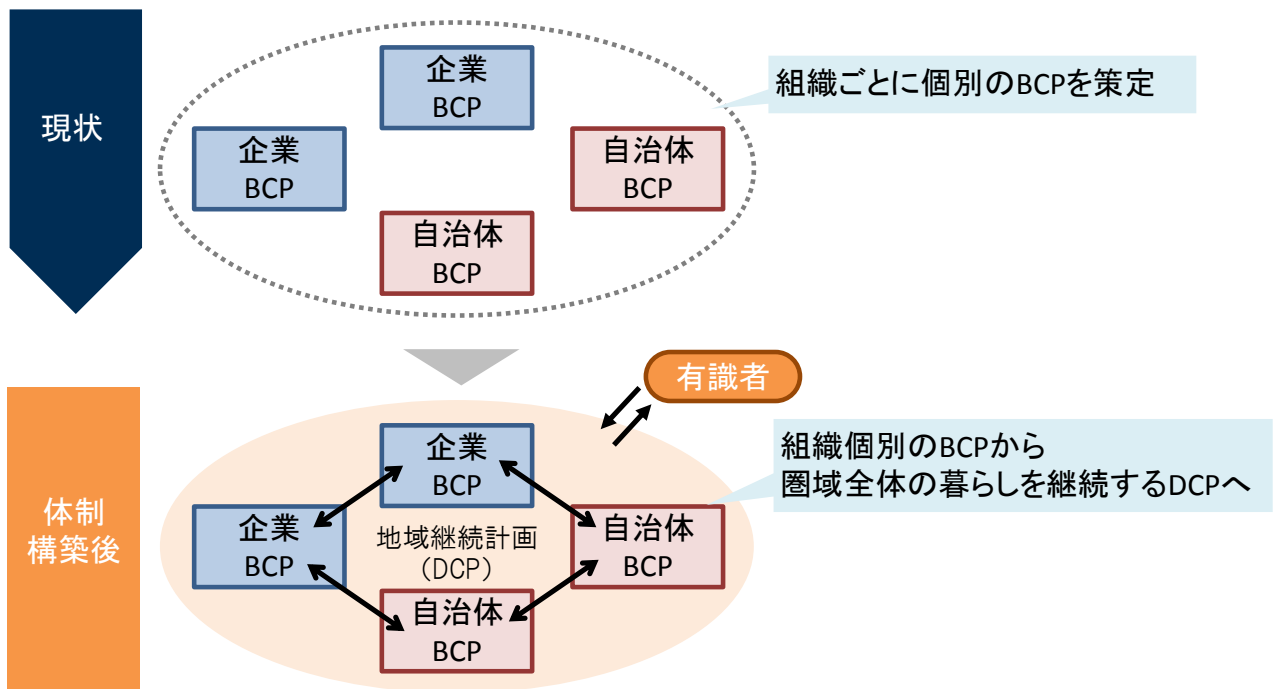 現状
企業
BCP
組織ごとに個別のBCPを策定
企業
BCP
自治体
BCP
自治体
BCP
有識者
体制
構築後
企業
BCP
組織個別のBCPから
圏域全体の暮らしを継続するDCPへ
企業
BCP
地域継続計画
（DCP）
自治体
BCP
自治体
BCP